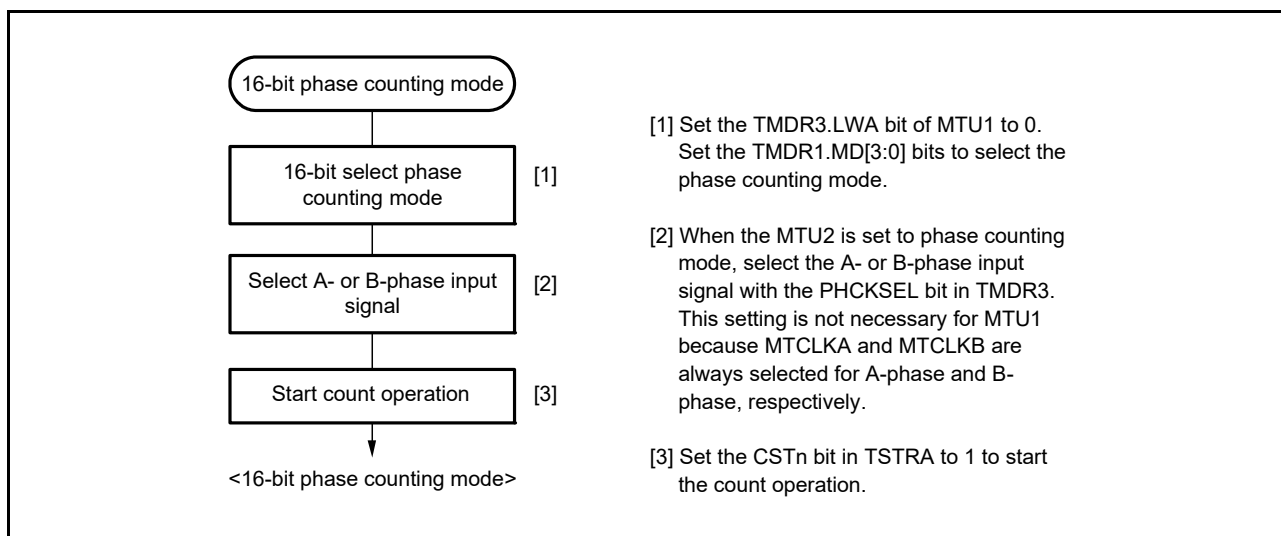 16-bit phase counting mode
16-bit select phase
counting mode
[1]
Select A- or B-phase input
signal
[2]
Start count operation
[3]
<16-bit phase counting mode>
[1] Set the TMDR3.LWA bit of MTU1 to 0.
Set the TMDR1.MD[3:0] bits to select the
phase counting mode.
[2] When the MTU2 is set to phase counting
mode, select the A- or B-phase input
signal with the PHCKSEL bit in TMDR3.
This setting is not necessary for MTU1
because MTCLKA and MTCLKB are
always selected for A-phase and B-
phase, respectively.
[3] Set the CSTn bit in TSTRA to 1 to start
the count operation.